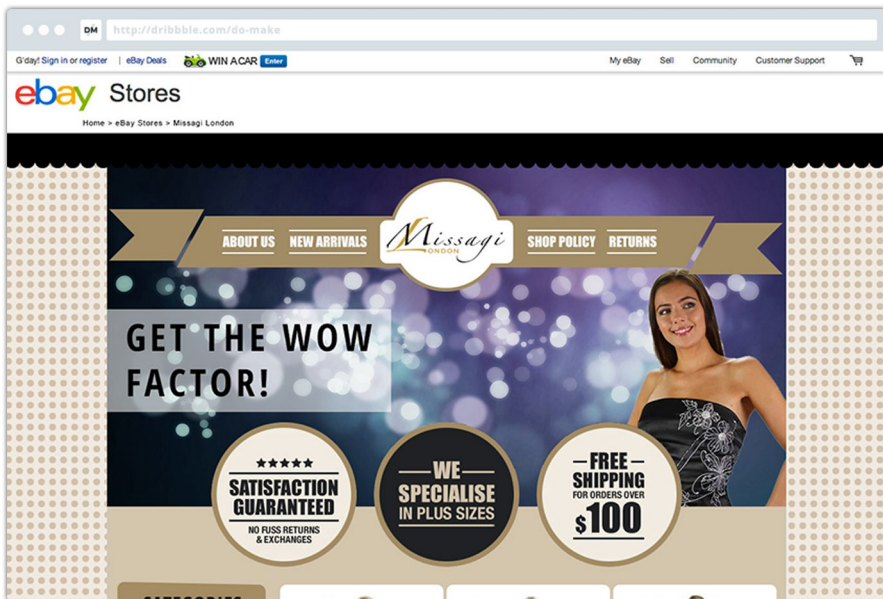 DM http://dribbble.com/do-make
G'day! Sign in or register | eBay Deals WIN A CAR Enter My eBay Sell Community Customer Support
ebay Stores
Home > eBay Stores > Missagi London
ABOUT US NEW ARRIVALS Missagi SHOP POLICY RETURNS
LONDON
GET THE WOW
FACTOR!
SATISFACTION
GUARANTEED
NO FUSS RETURNS
& EXCHANGES
WE
SPECIALISE
IN PLUS SIZES
FREE
SHIPPING
FOR ORDERS OVER
$100
CATEGORIES